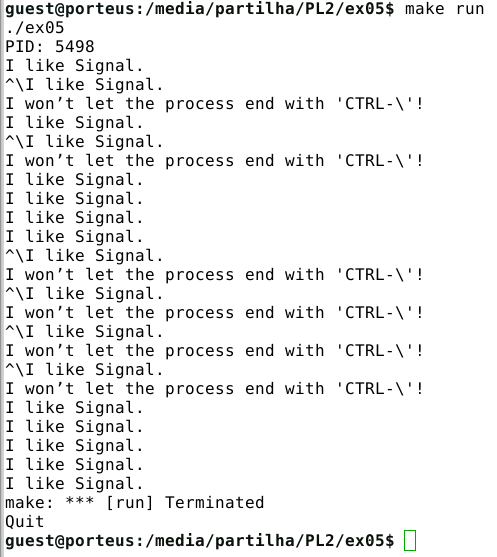 guest@porteus:/media/partilha/PL2/ex05$ make run
./ex05
PID: 5498
I like Signal.
^\I like Signal.
I won’t let the process end with 'CTRL-\'!
I like Signal.
^\I like Signal.
I won’t let the process end with 'CTRL-\'!
I like Signal.
I like Signal.
I like Signal.
I like Signal.
^\I like Signal.
I won’t let the process end with 'CTRL-\'!
^\I like Signal.
I won’t let the process end with 'CTRL-\'!
^\I like Signal.
I won’t let the process end with 'CTRL-\'!
^\I like Signal.
I won’t let the process end with 'CTRL-\'!
I like Signal.
I like Signal.
I like Signal.
I like Signal.
I like Signal.
make: *** [run] Terminated
Quit
guest@porteus:/media/partilha/PL2/ex05$